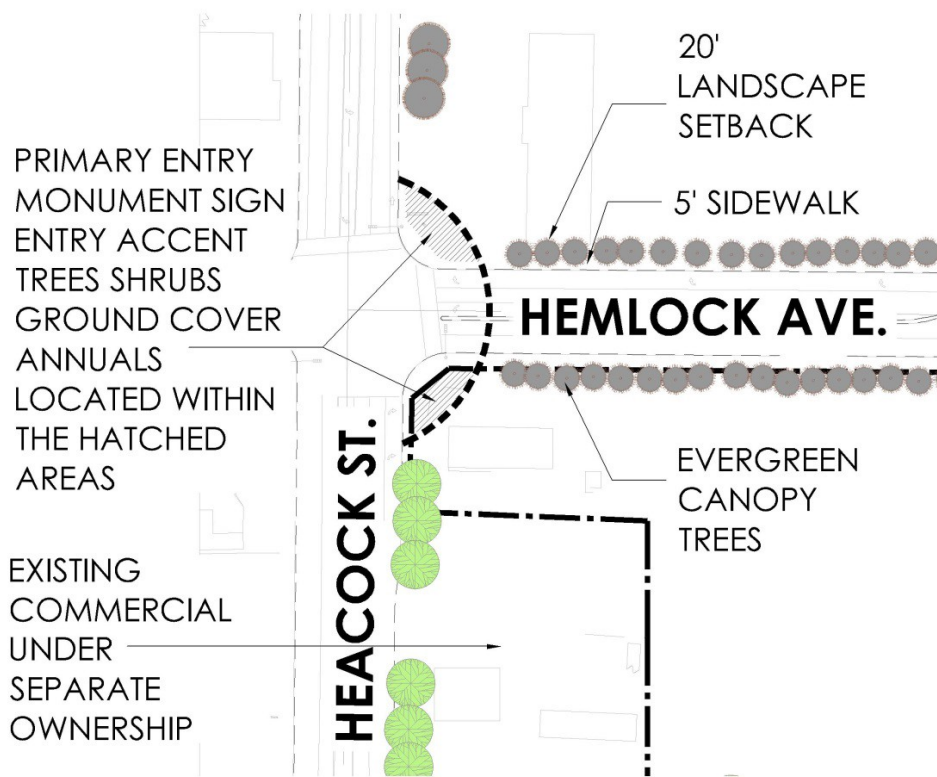 20'
LANDSCAPE
SETBACK
PRIMARY ENTRY
MONUMENT SIGN
ENTRY ACCENT
TREES SHRUBS
GROUND COVER
ANNUALS
LOCATED WITHIN
THE HATCHED
AREAS
5' SIDEWALK
HEMLOCK AVE.
HEACOCK ST.
EVERGREEN
CANOPY
TREES
EXISTING
COMMERCIAL
UNDER
SEPARATE
OWNERSHIP